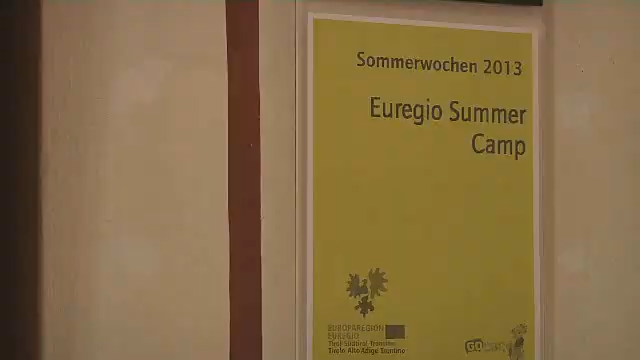 Sommerwochen 2013
Euregio Summer
Camp
EUROPAREGION
EUREGIO
Tirol Südtirol Trentino
Tirolo Alto Adige Trentino